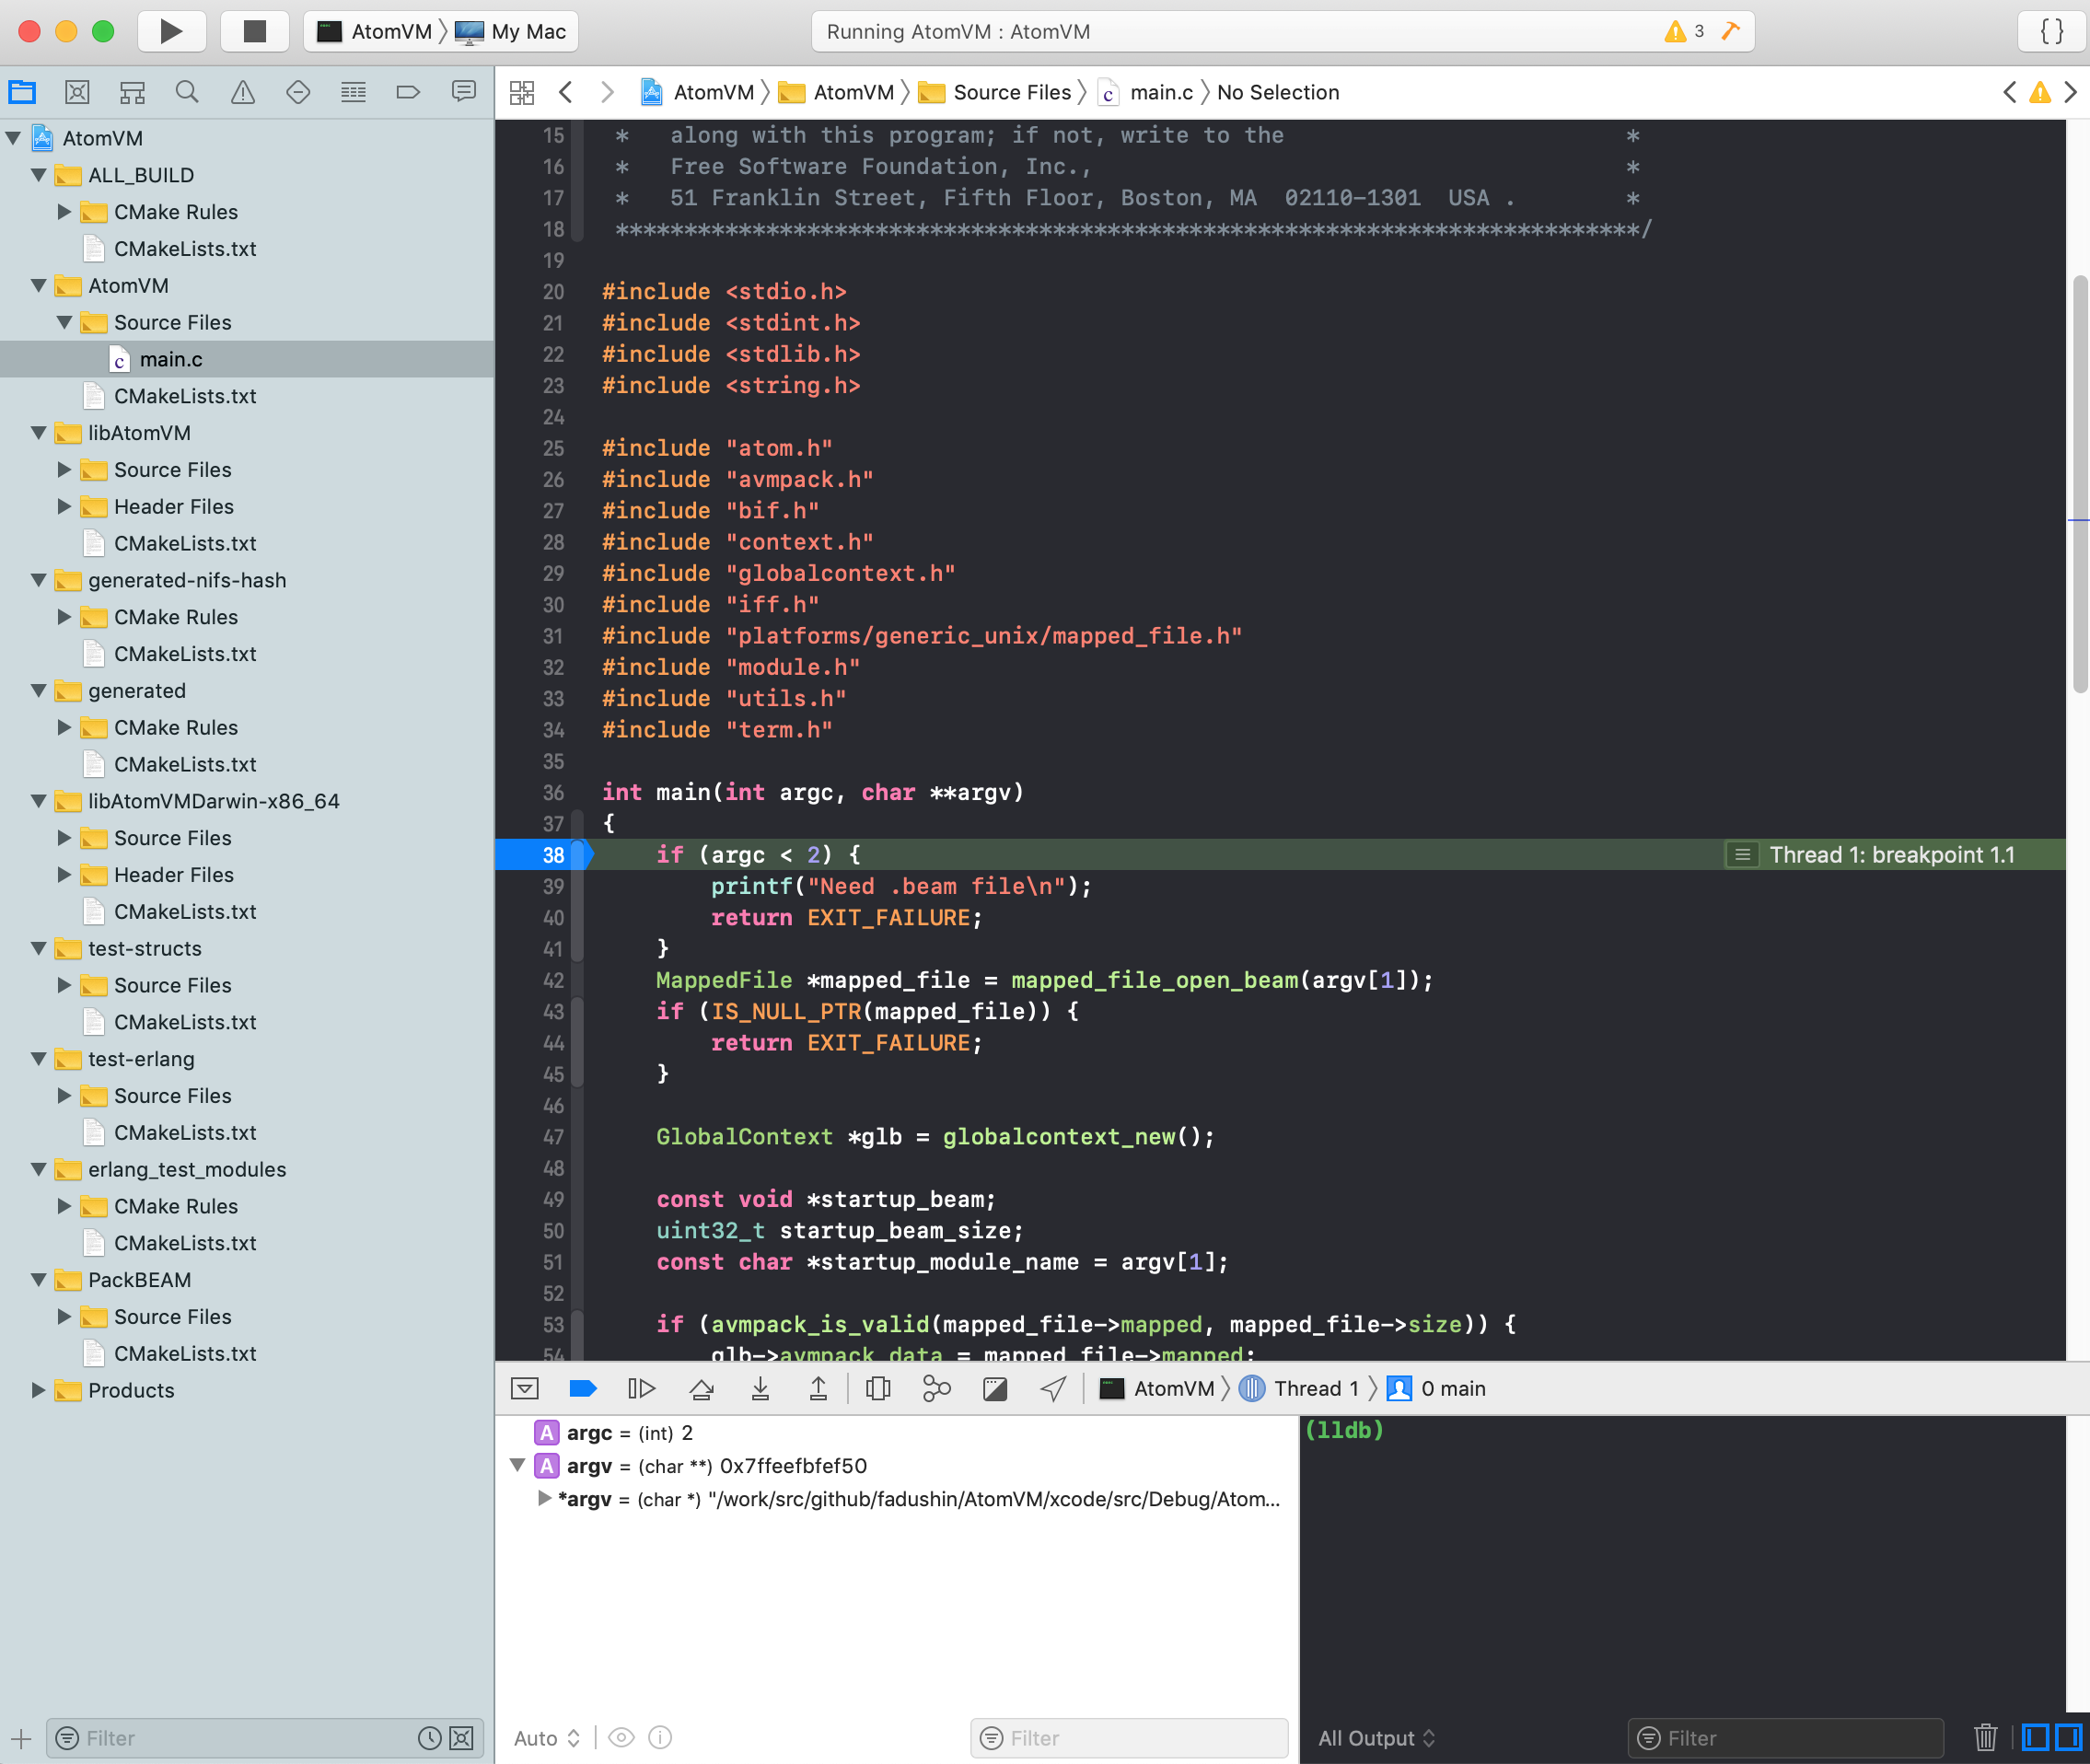 AtomVM 〉 My Mac
Running AtomVM : AtomVM
3
{ }
AtomVM 〉 AtomVM 〉 Source Files 〉 c main.c 〉 No Selection
AtomVM
ALL_BUILD
CMake Rules
CMakeLists.txt
AtomVM
Source Files
c main.c
CMakeLists.txt
libAtomVM
Source Files
Header Files
CMakeLists.txt
generated-nifs-hash
CMake Rules
CMakeLists.txt
generated
CMake Rules
CMakeLists.txt
libAtomVMDarwin-x86_64
Source Files
Header Files
CMakeLists.txt
test-structs
Source Files
CMakeLists.txt
test-erlang
Source Files
CMakeLists.txt
erlang_test_modules
CMake Rules
CMakeLists.txt
PackBEAM
Source Files
CMakeLists.txt
Products
Filter
15 *   along with this program; if not, write to the                         *
16 *   Free Software Foundation, Inc.,                                       *
17 *   51 Franklin Street, Fifth Floor, Boston, MA  02110-1301  USA .        *
18 ***************************************************************************/
19
20 #include <stdio.h>
21 #include <stdint.h>
22 #include <stdlib.h>
23 #include <string.h>
24
25 #include "atom.h"
26 #include "avmpack.h"
27 #include "bif.h"
28 #include "context.h"
29 #include "globalcontext.h"
30 #include "iff.h"
31 #include "platforms/generic_unix/mapped_file.h"
32 #include "module.h"
33 #include "utils.h"
34 #include "term.h"
35
36 int main(int argc, char **argv)
37 {
38     if (argc < 2) { Thread 1: breakpoint 1.1
39         printf("Need .beam file\n");
40         return EXIT_FAILURE;
41     }
42     MappedFile *mapped_file = mapped_file_open_beam(argv[1]);
43     if (IS_NULL_PTR(mapped_file)) {
44         return EXIT_FAILURE;
45     }
46
47     GlobalContext *glb = globalcontext_new();
48
49     const void *startup_beam;
50     uint32_t startup_beam_size;
51     const char *startup_module_name = argv[1];
52
53     if (avmpack_is_valid(mapped_file->mapped, mapped_file->size)) {
54         glb->avmpack_data = mapped_file->mapped;
AtomVM 〉 Thread 1 〉 0 main
A argc = (int) 2
A argv = (char **) 0x7ffeefbfef50
*argv = (char *) "/work/src/github/fadushin/AtomVM/xcode/src/Debug/Atom...
Auto
Filter
(lldb)
All Output
Filter